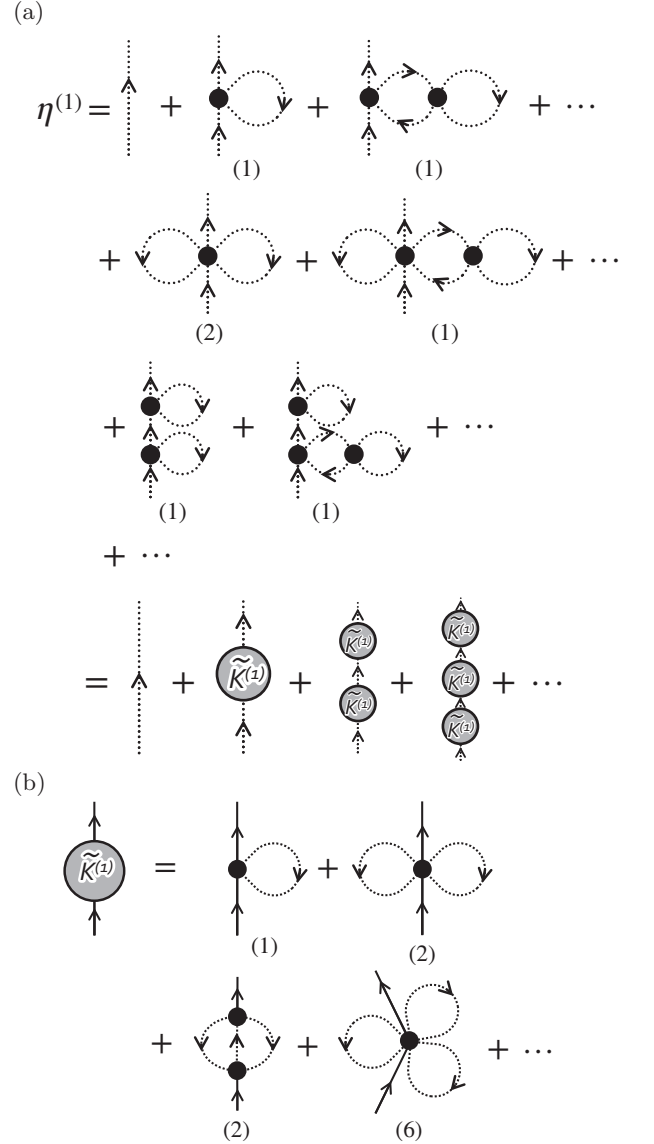 (a)
η(1) = + + + ⋯
(1) (1)
+ + + ⋯
(2) (1)
+ + + ⋯
(1) (1)
+ ⋯
= + K̃(1) + K̃(1) K̃(1) + K̃(1) K̃(1) K̃(1) + ⋯
(b)
K̃(1) = +
(1) (2)
+ + + ⋯
(2) (6)